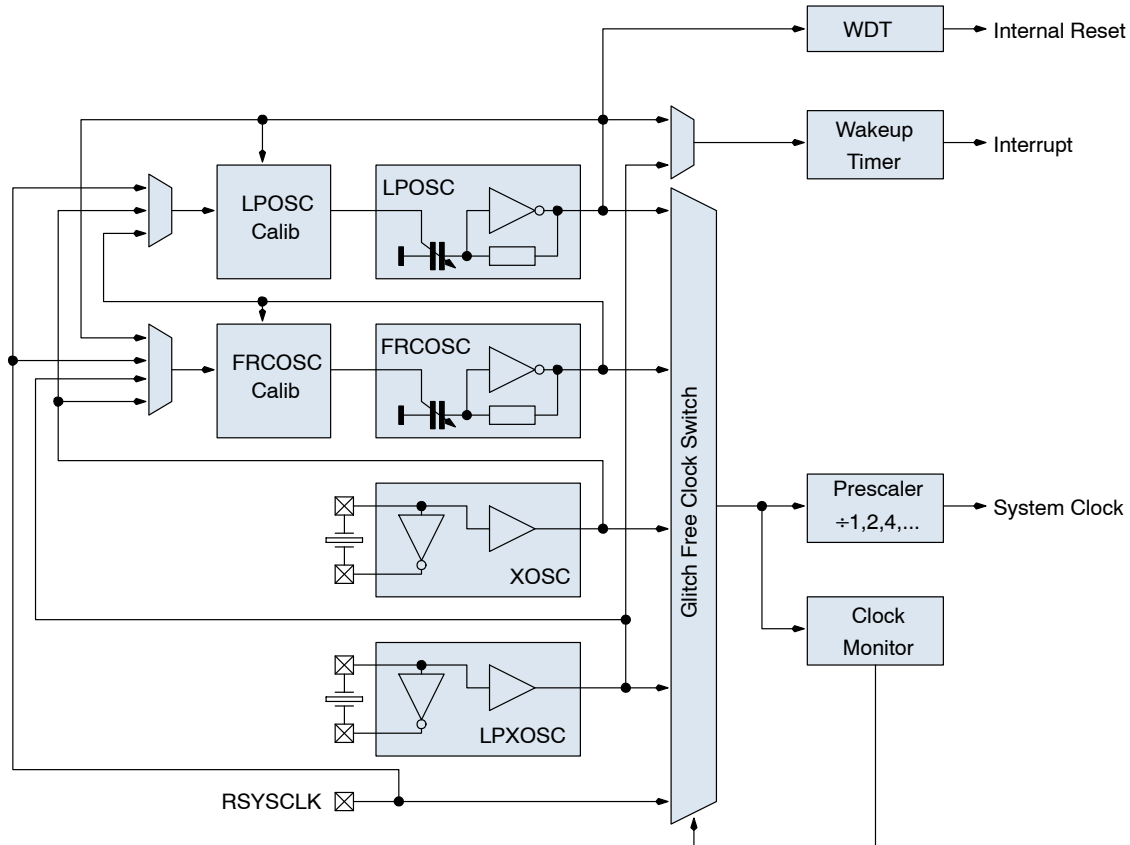 WDT
Internal Reset
Wakeup
Timer
Interrupt
LPOSC
Calib
LPOSC
FRCOSC
Calib
FRCOSC
Glitch Free Clock Switch
Prescaler
÷1,2,4,...
System Clock
XOSC
Clock
Monitor
LPXOSC
RSYSCLK